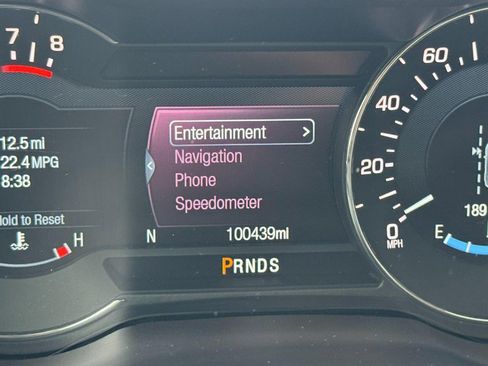 7 8
12.5 mi
22.4 MPG
8:38
Hold to Reset
H
Entertainment >
Navigation
Phone
Speedometer
N 100439mi
PRNDS
60
40
20
0
MPH
189
E